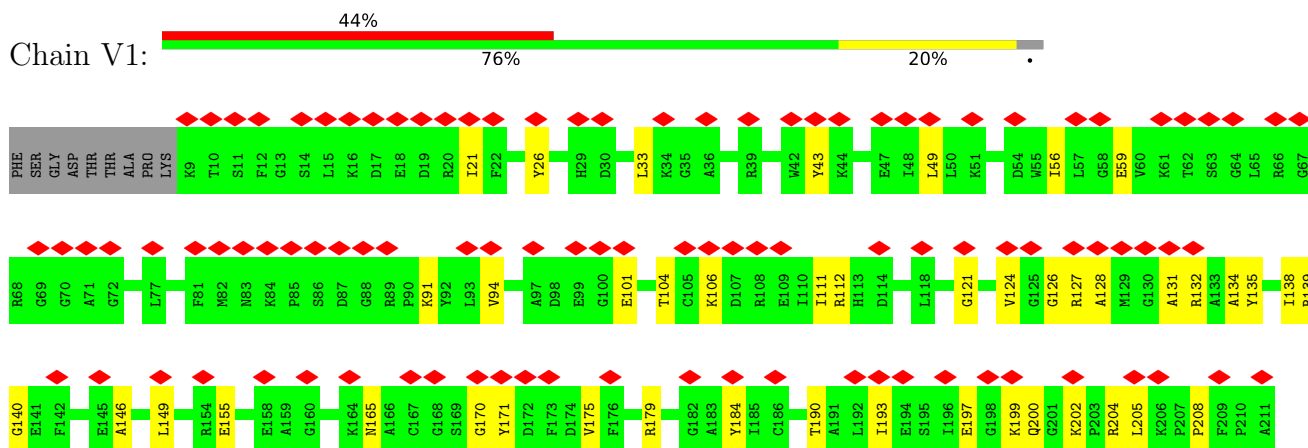 44%
Chain V1:
76% 20% •
PHE SER GLY ASP THR THR ALA PRO LYS K9 T10 S11 F12 G13 S14 L15 K16 D17 E18 D19 R20 I21 F22 Y26 H29 D30 L33 K34 G35 A36 R39 W42 Y43 K44 E47 I48 L49 L50 K51 D54 W55 I56 L57 G58 E59 V60 K61 T62 S63 G64 L65 R66 G67
R68 G69 G70 A71 G72 L77 F81 M82 N83 K84 P85 S86 D87 G88 R89 P90 K91 Y92 L93 V94 A97 D98 E99 G100 E101 T104 C105 K106 D107 R108 E109 I110 I111 R112 H113 D114 L118 G121 V124 G125 G126 R127 A128 M129 G130 A131 R132 A133 A134 Y135 I138
G140 E141 F142 E145 A146 L149 R154 E155 E158 A159 G160 K164 N165 A166 C167 G168 S169 G170 Y171 D172 F173 D174 V175 F176 R179 G182 A183 Y184 I185 C186 T190 A191 L192 I193 E194 S195 I196 E197 G198 K199 Q200 G201 K202 P203 R204 L205 K206 P207 P208 F209 P210 A211